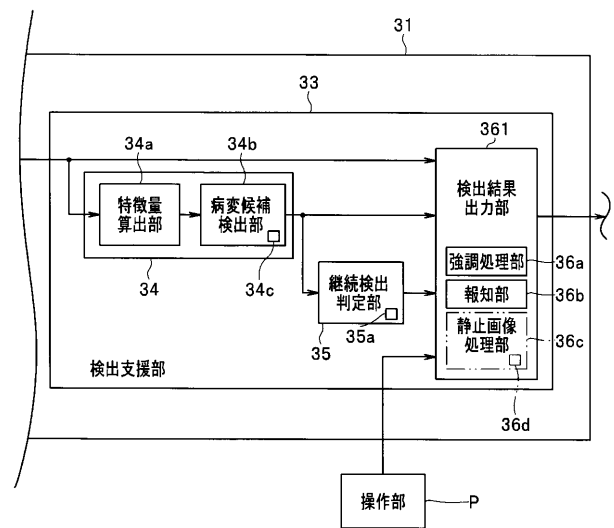 31
33
361
34a
34b
特徴量
算出部
病変候補
検出部
34c
34
検出結果
出力部
継続検出
判定部
35a
35
強調処理部
36a
報知部
36b
静止画像
処理部
36c
36d
検出支援部
操作部
P